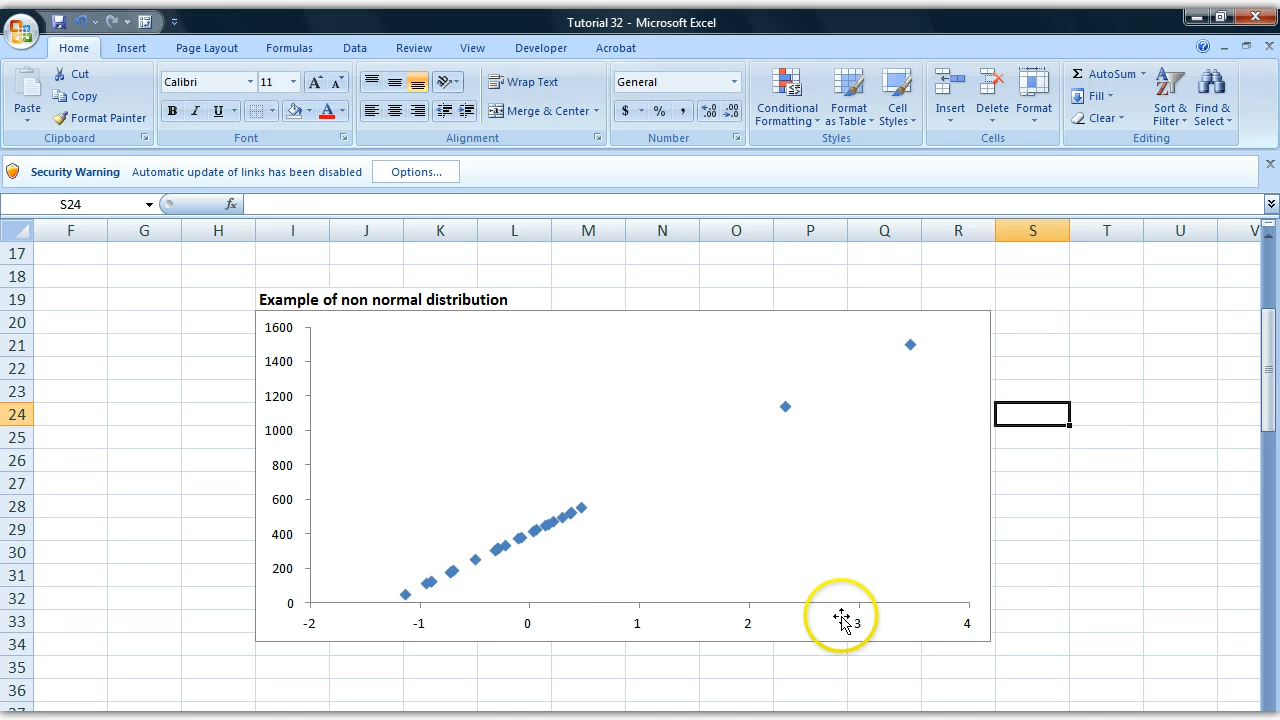 Tutorial 32 - Microsoft Excel
Home Insert Page Layout Formulas Data Review View Developer Acrobat
Paste
Cut
Copy
Format Painter
Clipboard
Calibri 11
B I U
A
Font
Wrap Text
Merge & Center
Alignment
General
$ % ,
Number
Conditional Formatting
Format as Table
Cell Styles
Styles
Insert
Delete
Format
Cells
Σ AutoSum
Fill
Clear
Sort & Filter
Find & Select
Editing
Security Warning Automatic update of links has been disabled Options...
S24 fx
F G H I J K L M N O P Q R S T U V
17
18
19 Example of non normal distribution
20
21
22
23
24
25
26
27
28
29
30
31
32
33
34
35
36
1600
1400
1200
1000
800
600
400
200
0
-2 -1 0 1 2 3 4